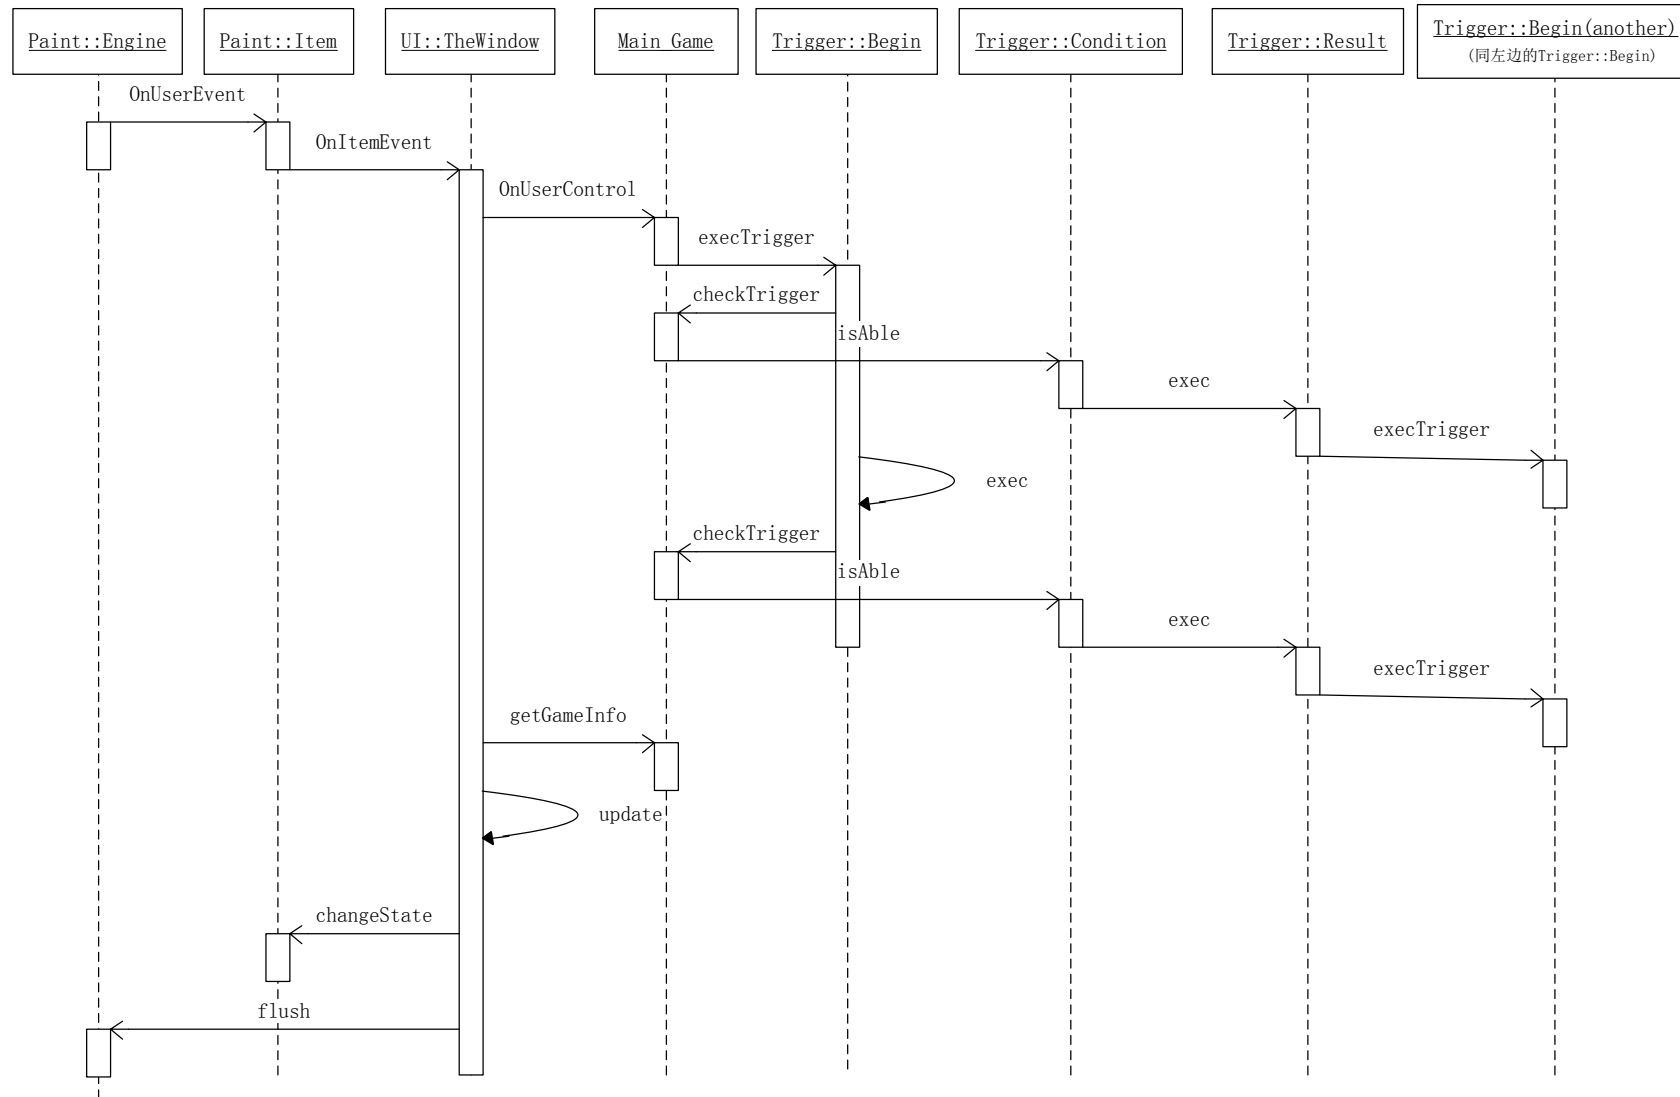 Paint::Engine
Paint::Item
UI::TheWindow
Main Game
Trigger::Begin
Trigger::Condition
Trigger::Result
Trigger::Begin(another)
(同左边的Trigger::Begin)
OnUserEvent
OnItemEvent
OnUserControl
execTrigger
checkTrigger
isAble
exec
execTrigger
exec
checkTrigger
isAble
exec
execTrigger
getGameInfo
update
changeState
flush